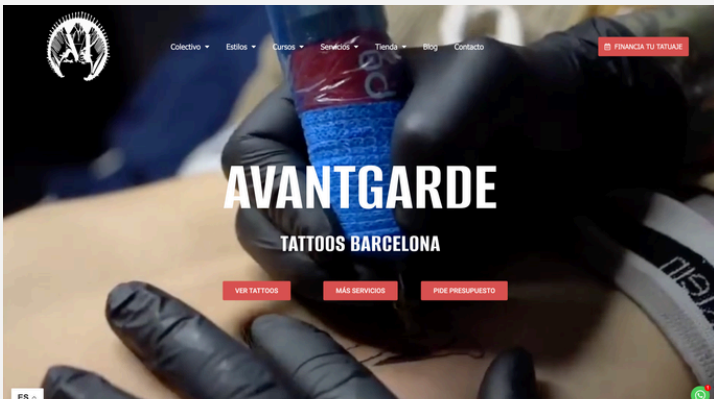 Colectivo Estilos Cursos Servicios Tienda Blog Contacto
FINANCIA TU TATUAJE
AVANTGARDE
TATTOOS BARCELONA
VER TATTOOS
MÁS SERVICIOS
PIDE PRESUPUESTO
ES